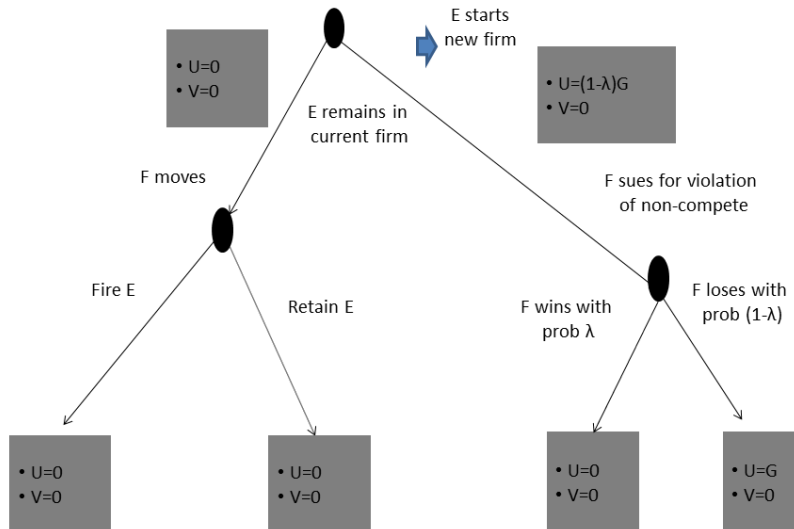 E starts
new firm
• U=0
• V=0
• U=(1-λ)G
• V=0
E remains in
current firm
F moves
F sues for violation
of non-compete
Fire E
Retain E
F wins with
prob λ
F loses with
prob (1-λ)
• U=0
• V=0
• U=0
• V=0
• U=0
• V=0
• U=G
• V=0